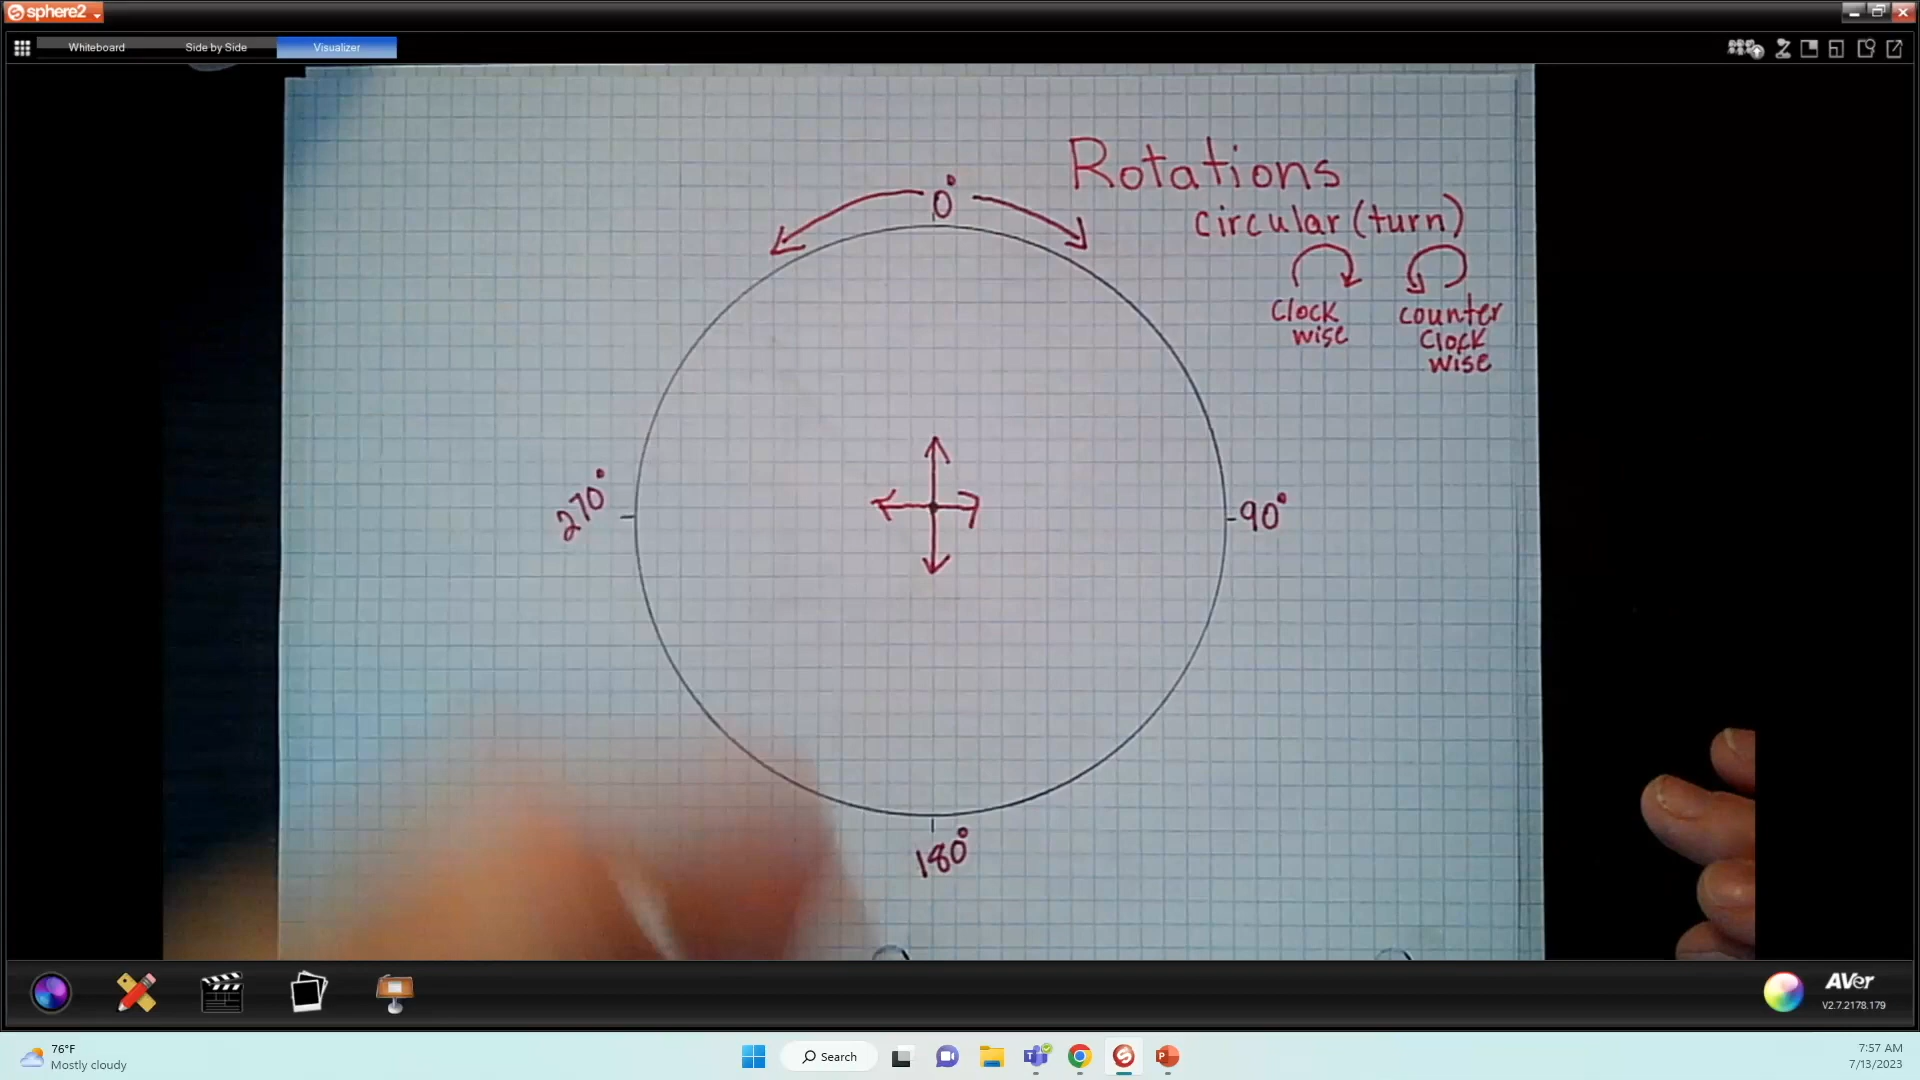 sphere2
Whiteboard Side by Side Visualizer
Rotations
0°
circular (turn)
Clock
wise
counter
Clock
wise
270°
90°
180°
AVer
V2.7.2178.179
76°F
Mostly cloudy
Search
7:57 AM
7/13/2023